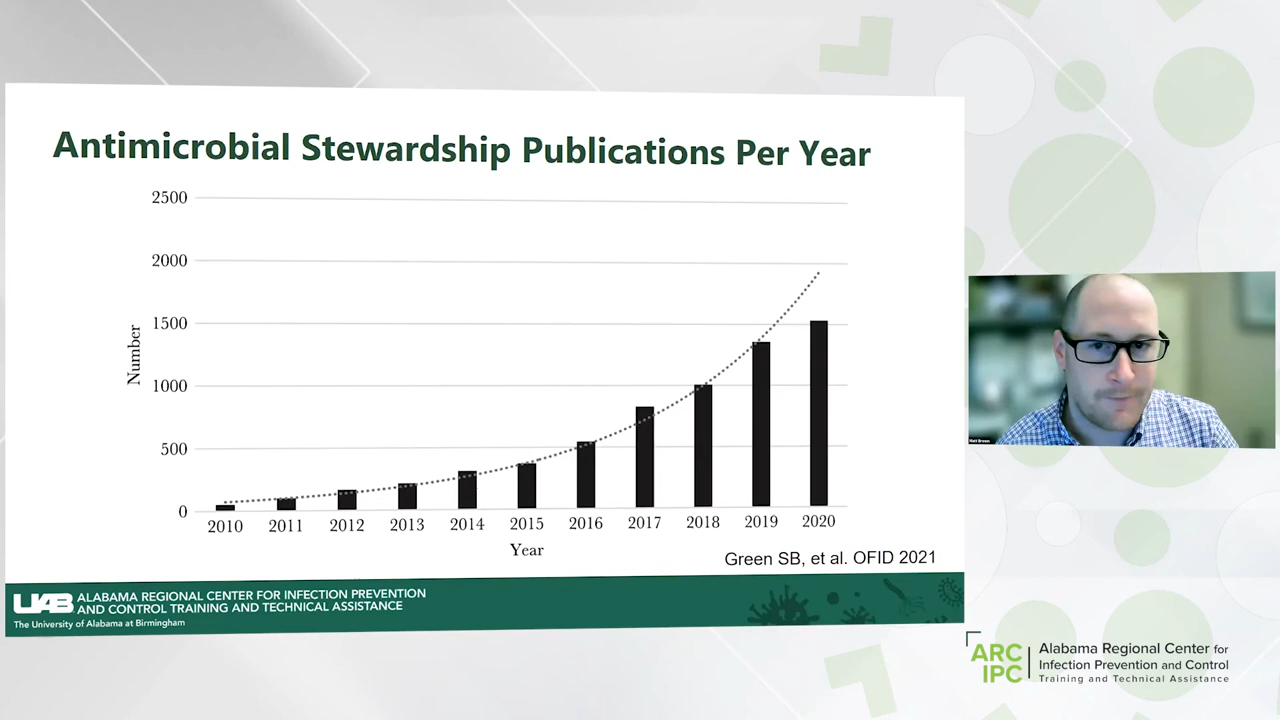 Antimicrobial Stewardship Publications Per Year
2500
2000
1500
1000
500
0
Number
2010 2011 2012 2013 2014 2015 2016 2017 2018 2019 2020
Year
Green SB, et al. OFID 2021
UAB ALABAMA REGIONAL CENTER FOR INFECTION PREVENTION
AND CONTROL TRAINING AND TECHNICAL ASSISTANCE
The University of Alabama at Birmingham
Matt Brown
ARC IPC
Alabama Regional Center for
Infection Prevention and Control
Training and Technical Assistance